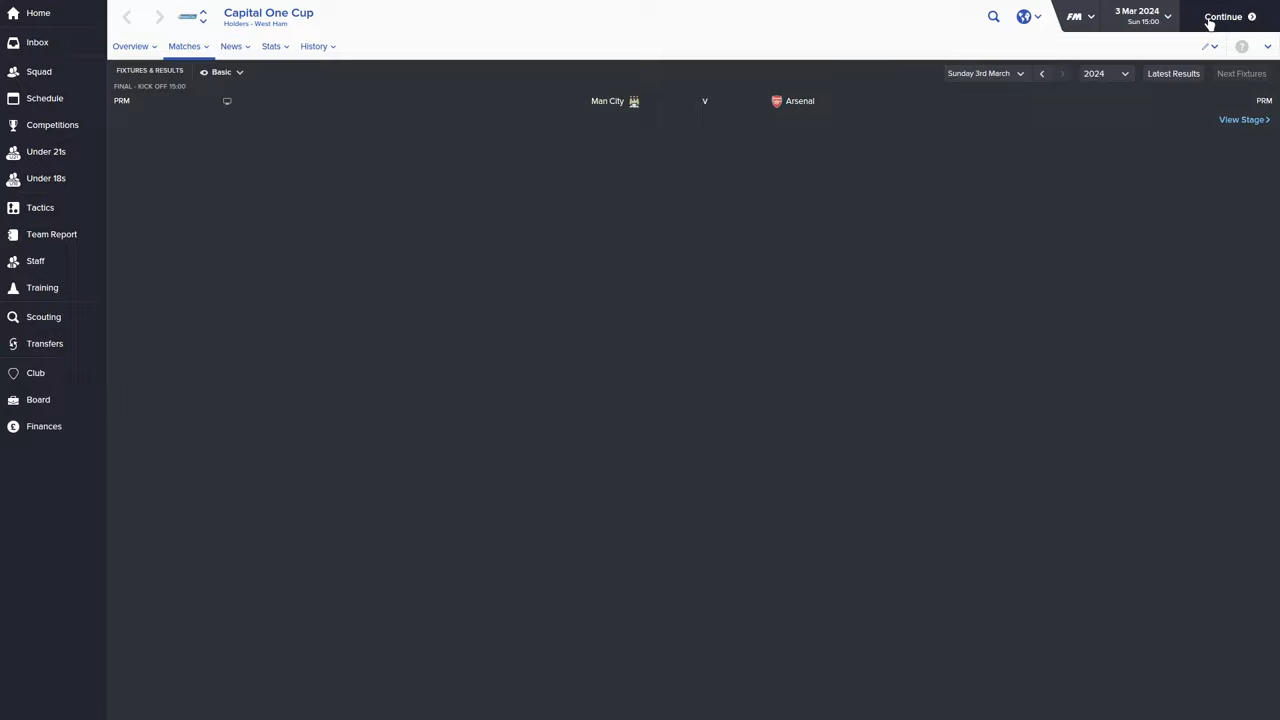 Home
Inbox
Squad
Schedule
Competitions
Under 21s
Under 18s
Tactics
Team Report
Staff
Training
Scouting
Transfers
Club
Board
Finances
Capital One Cup
Holders - West Ham
FM
3 Mar 2024
Sun 15:00
Continue
Overview Matches News Stats History
FIXTURES & RESULTS Basic Sunday 3rd March 2024 Latest Results Next Fixtures
FINAL - KICK OFF 15:00
PRM Man City V Arsenal PRM
View Stage